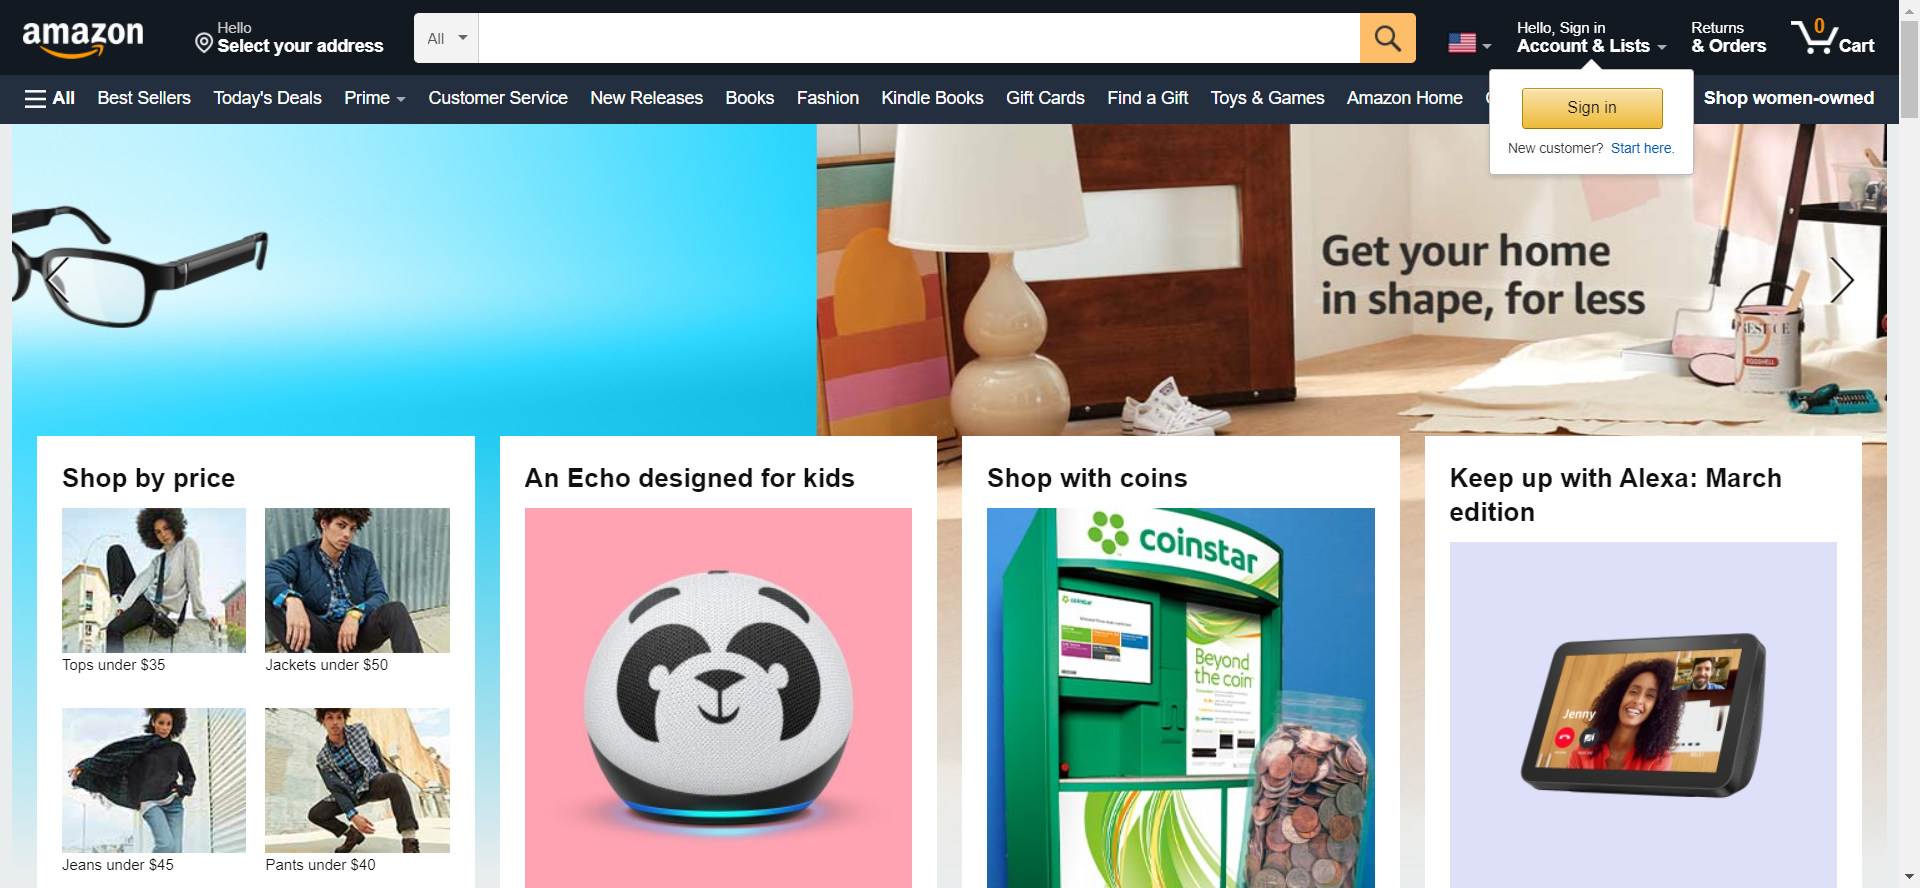 amazon
Hello
Select your address
All
Hello, Sign in
Account & Lists
Returns
& Orders
0
Cart
All
Best Sellers
Today's Deals
Prime
Customer Service
New Releases
Books
Fashion
Kindle Books
Gift Cards
Find a Gift
Toys & Games
Amazon Home
Shop women-owned
Sign in
New customer? Start here.
Get your home
in shape, for less
EGGSHELL
Shop by price
Tops under $35
Jackets under $50
Jeans under $45
Pants under $40
An Echo designed for kids
Shop with coins
coinstar
coinstar
Beyond
the coin
coinstar
Keep up with Alexa: March
edition
Jenny